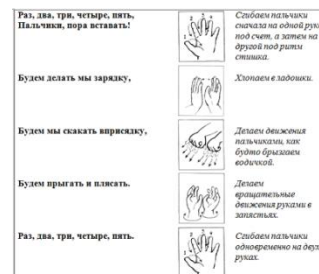 Раз, два, три, четыре, пять,
Пальчики, пора вставать!
Сгибаем пальчики
сначала на одной рук
под счет, а затем на
другой под ритм
стишка.
Будем делать мы зарядку,
Хлопаем в ладошки.
Будем мы скакать вприсядку,
Делаем движения
пальчиками, как
будто брызгаем
водичкой.
Будем прыгать и плясать.
Делаем
вращательные
движения руками в
запястьях.
Раз, два, три, четыре, пять.
Сгибаем пальчики
одновременно на двух
руках.